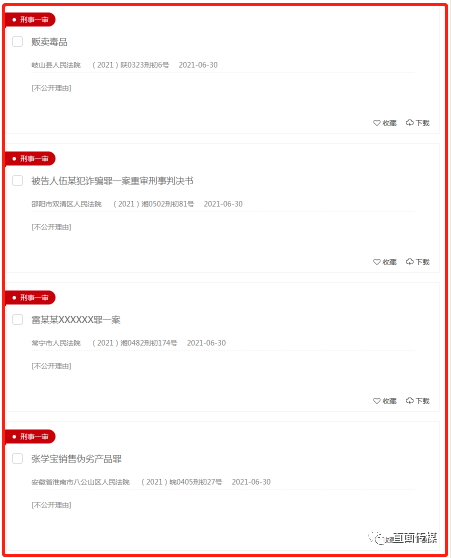 刑事一审
贩卖毒品
岐山县人民法院 （2021）陕0323刑初6号 2021-06-30
[不公开理由]
收藏 下载
刑事一审
被告人伍某犯诈骗罪一案重审刑事判决书
邵阳市双清区人民法院 （2021）湘0502刑初81号 2021-06-30
[不公开理由]
收藏 下载
刑事一审
雷某某XXXXXX罪一案
常宁市人民法院 （2021）湘0482刑初174号 2021-06-30
[不公开理由]
收藏 下载
刑事一审
张学宝销售伪劣产品罪
安徽省淮南市八公山区人民法院 （2021）皖0405刑初27号 2021-06-30
[不公开理由]